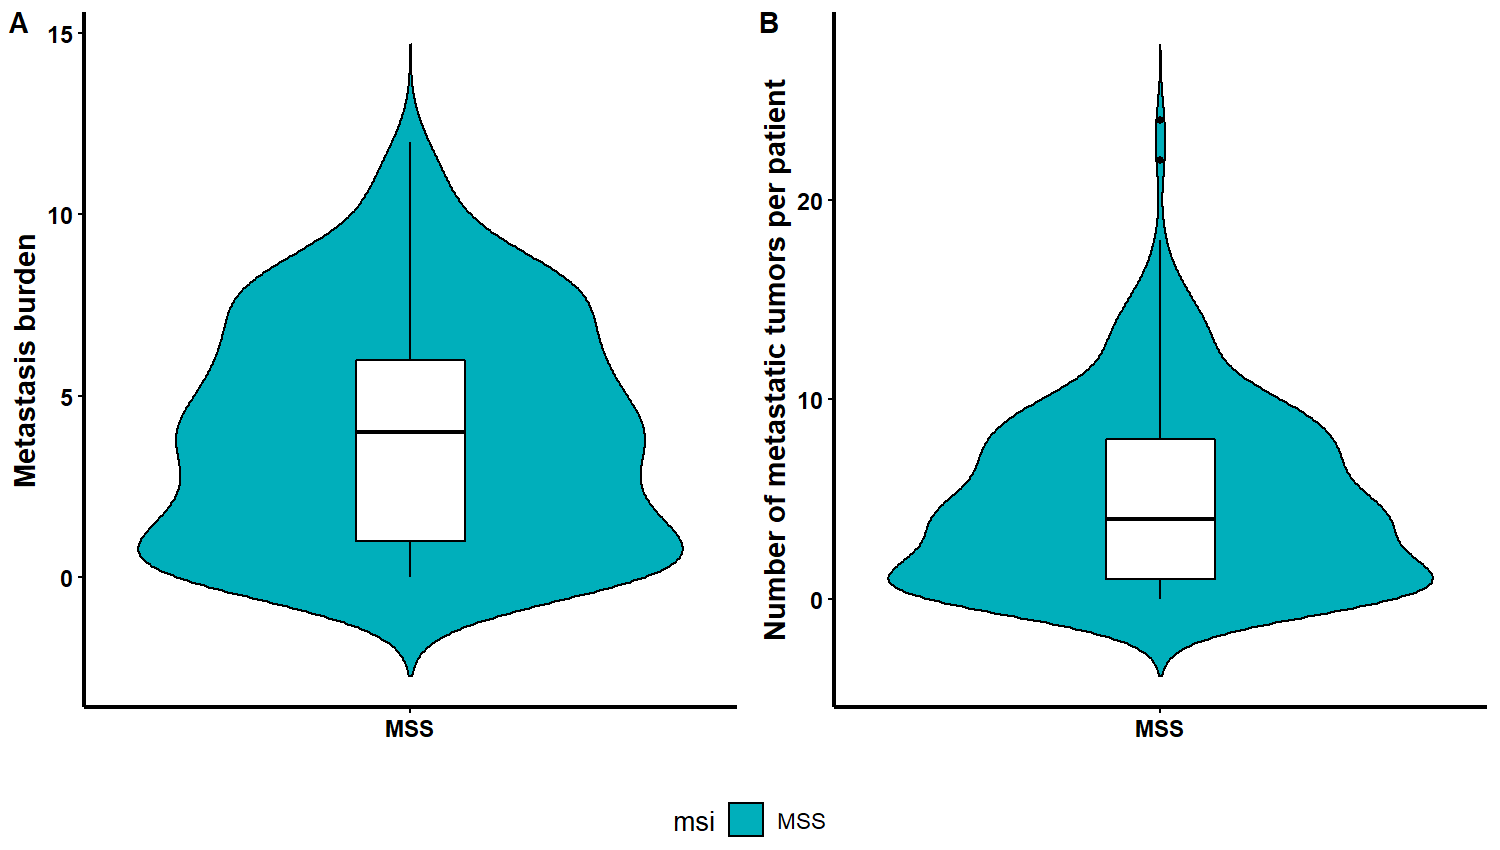 A
Metastasis burden
15
10
5
0
MSS
B
Number of metastatic tumors per patient
20
10
0
MSS
msi MSS